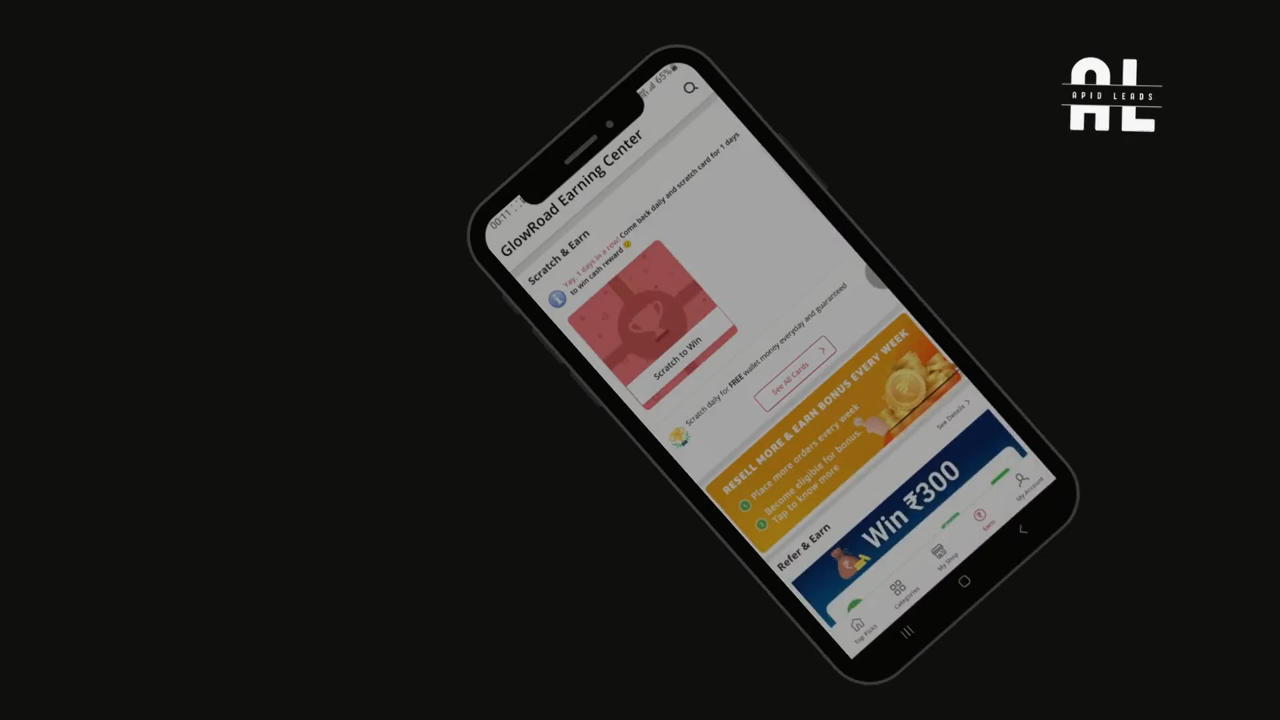 APID LEADS
00:11
65%
GlowRoad Earning Center
Scratch & Earn
Yay, 1 days in a row! Come back daily and scratch card for 1 days
to win cash reward
Scratch to Win
Scratch daily for FREE wallet money everyday and guaranteed
See All Cards
RESELL MORE & EARN BONUS EVERY WEEK
Place more orders every week
Become eligible for bonus.
Tap to know more
See Details
Refer & Earn
Win ₹300
Top Picks
Categories
My Shop
Earn
My Account